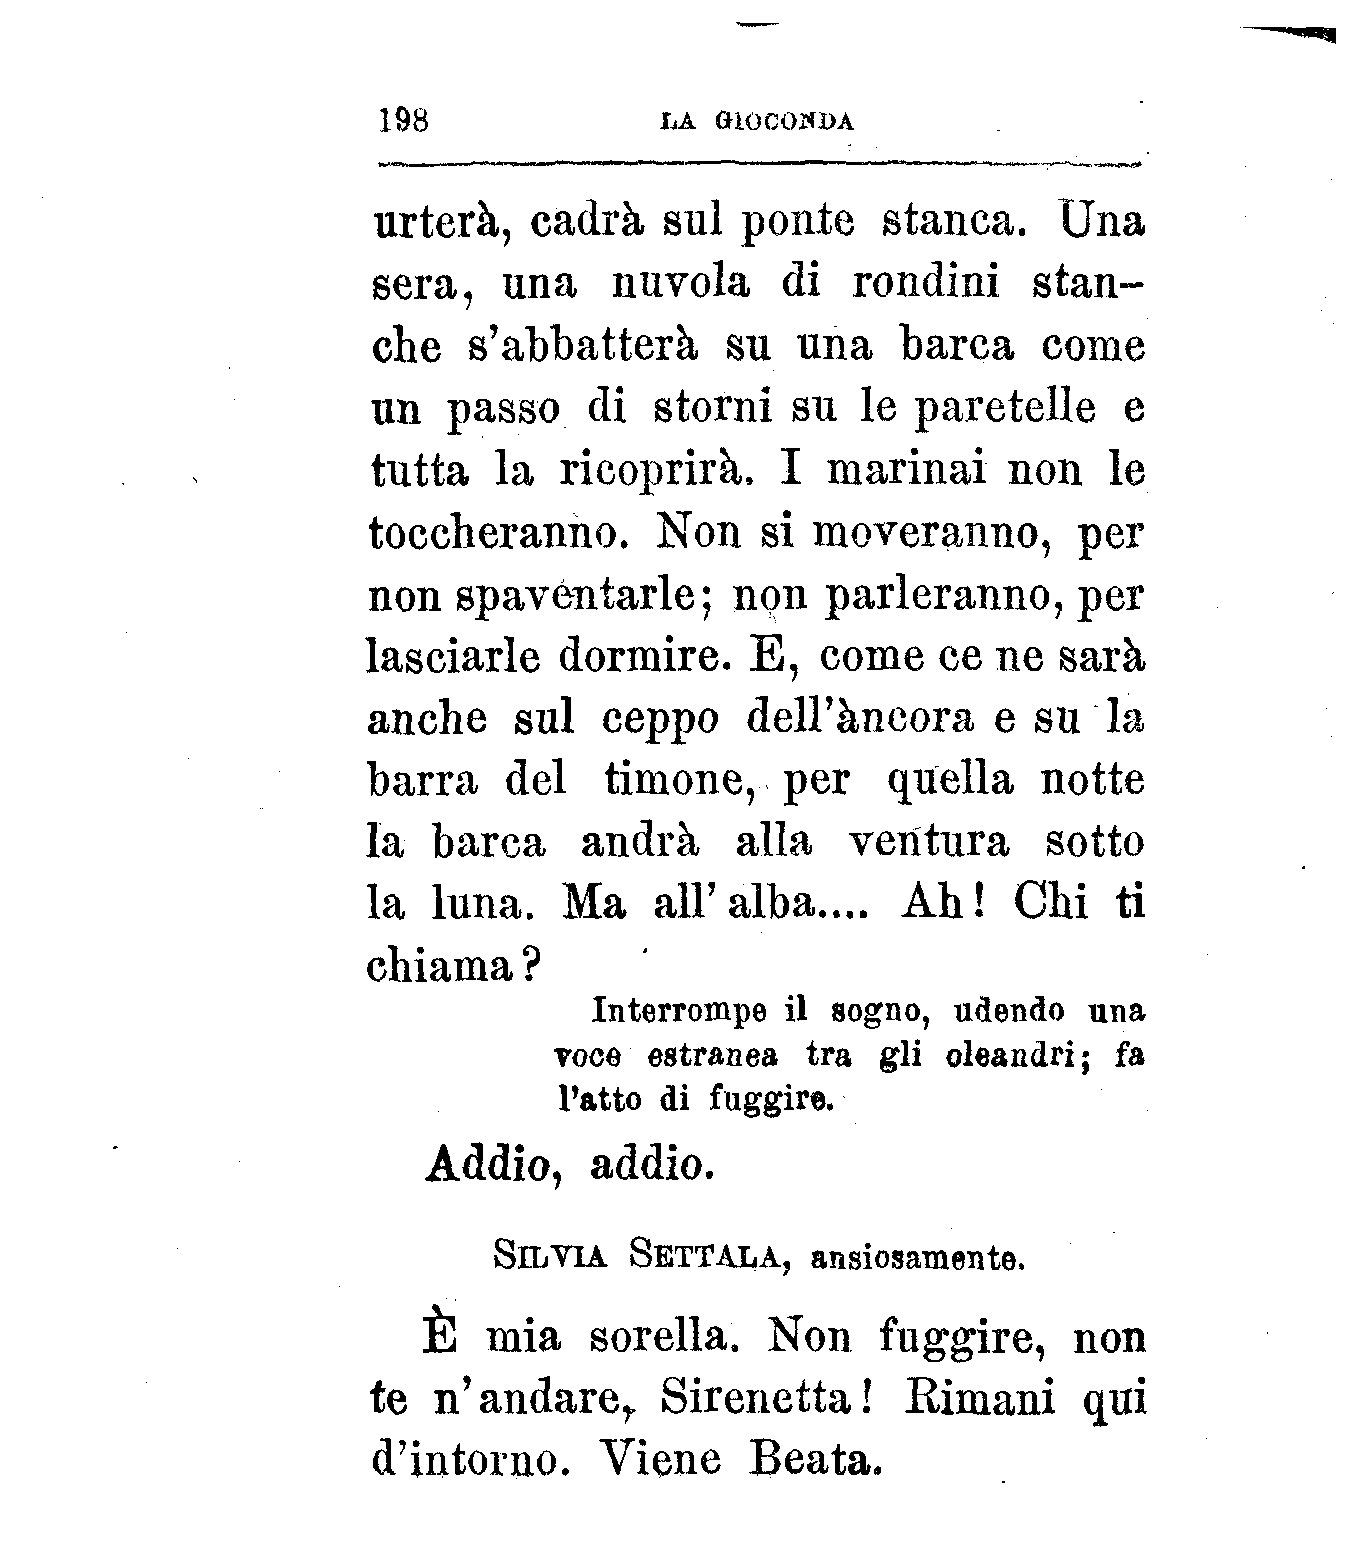 198 LA GIOCONDA
urterà, cadrà sul ponte stanca. Una
sera, una nuvola di rondini stan-
che s'abbatterà su una barca come
un passo di storni su le paretelle e
tutta la ricoprirà. I marinai non le
toccheranno. Non si moveranno, per
non spaventarle; non parleranno, per
lasciarle dormire. E, come ce ne sarà
anche sul ceppo dell'àncora e su la
barra del timone, per quella notte
la barca andrà alla ventura sotto
la luna. Ma all'alba.... Ah! Chi ti
chiama?
Interrompe il sogno, udendo una
voce estranea tra gli oleandri; fa
l'atto di fuggire.
Addio, addio.
SILVIA SETTALA, ansiosamente.
È mia sorella. Non fuggire, non
te n'andare, Sirenetta! Rimani qui
d'intorno. Viene Beata.